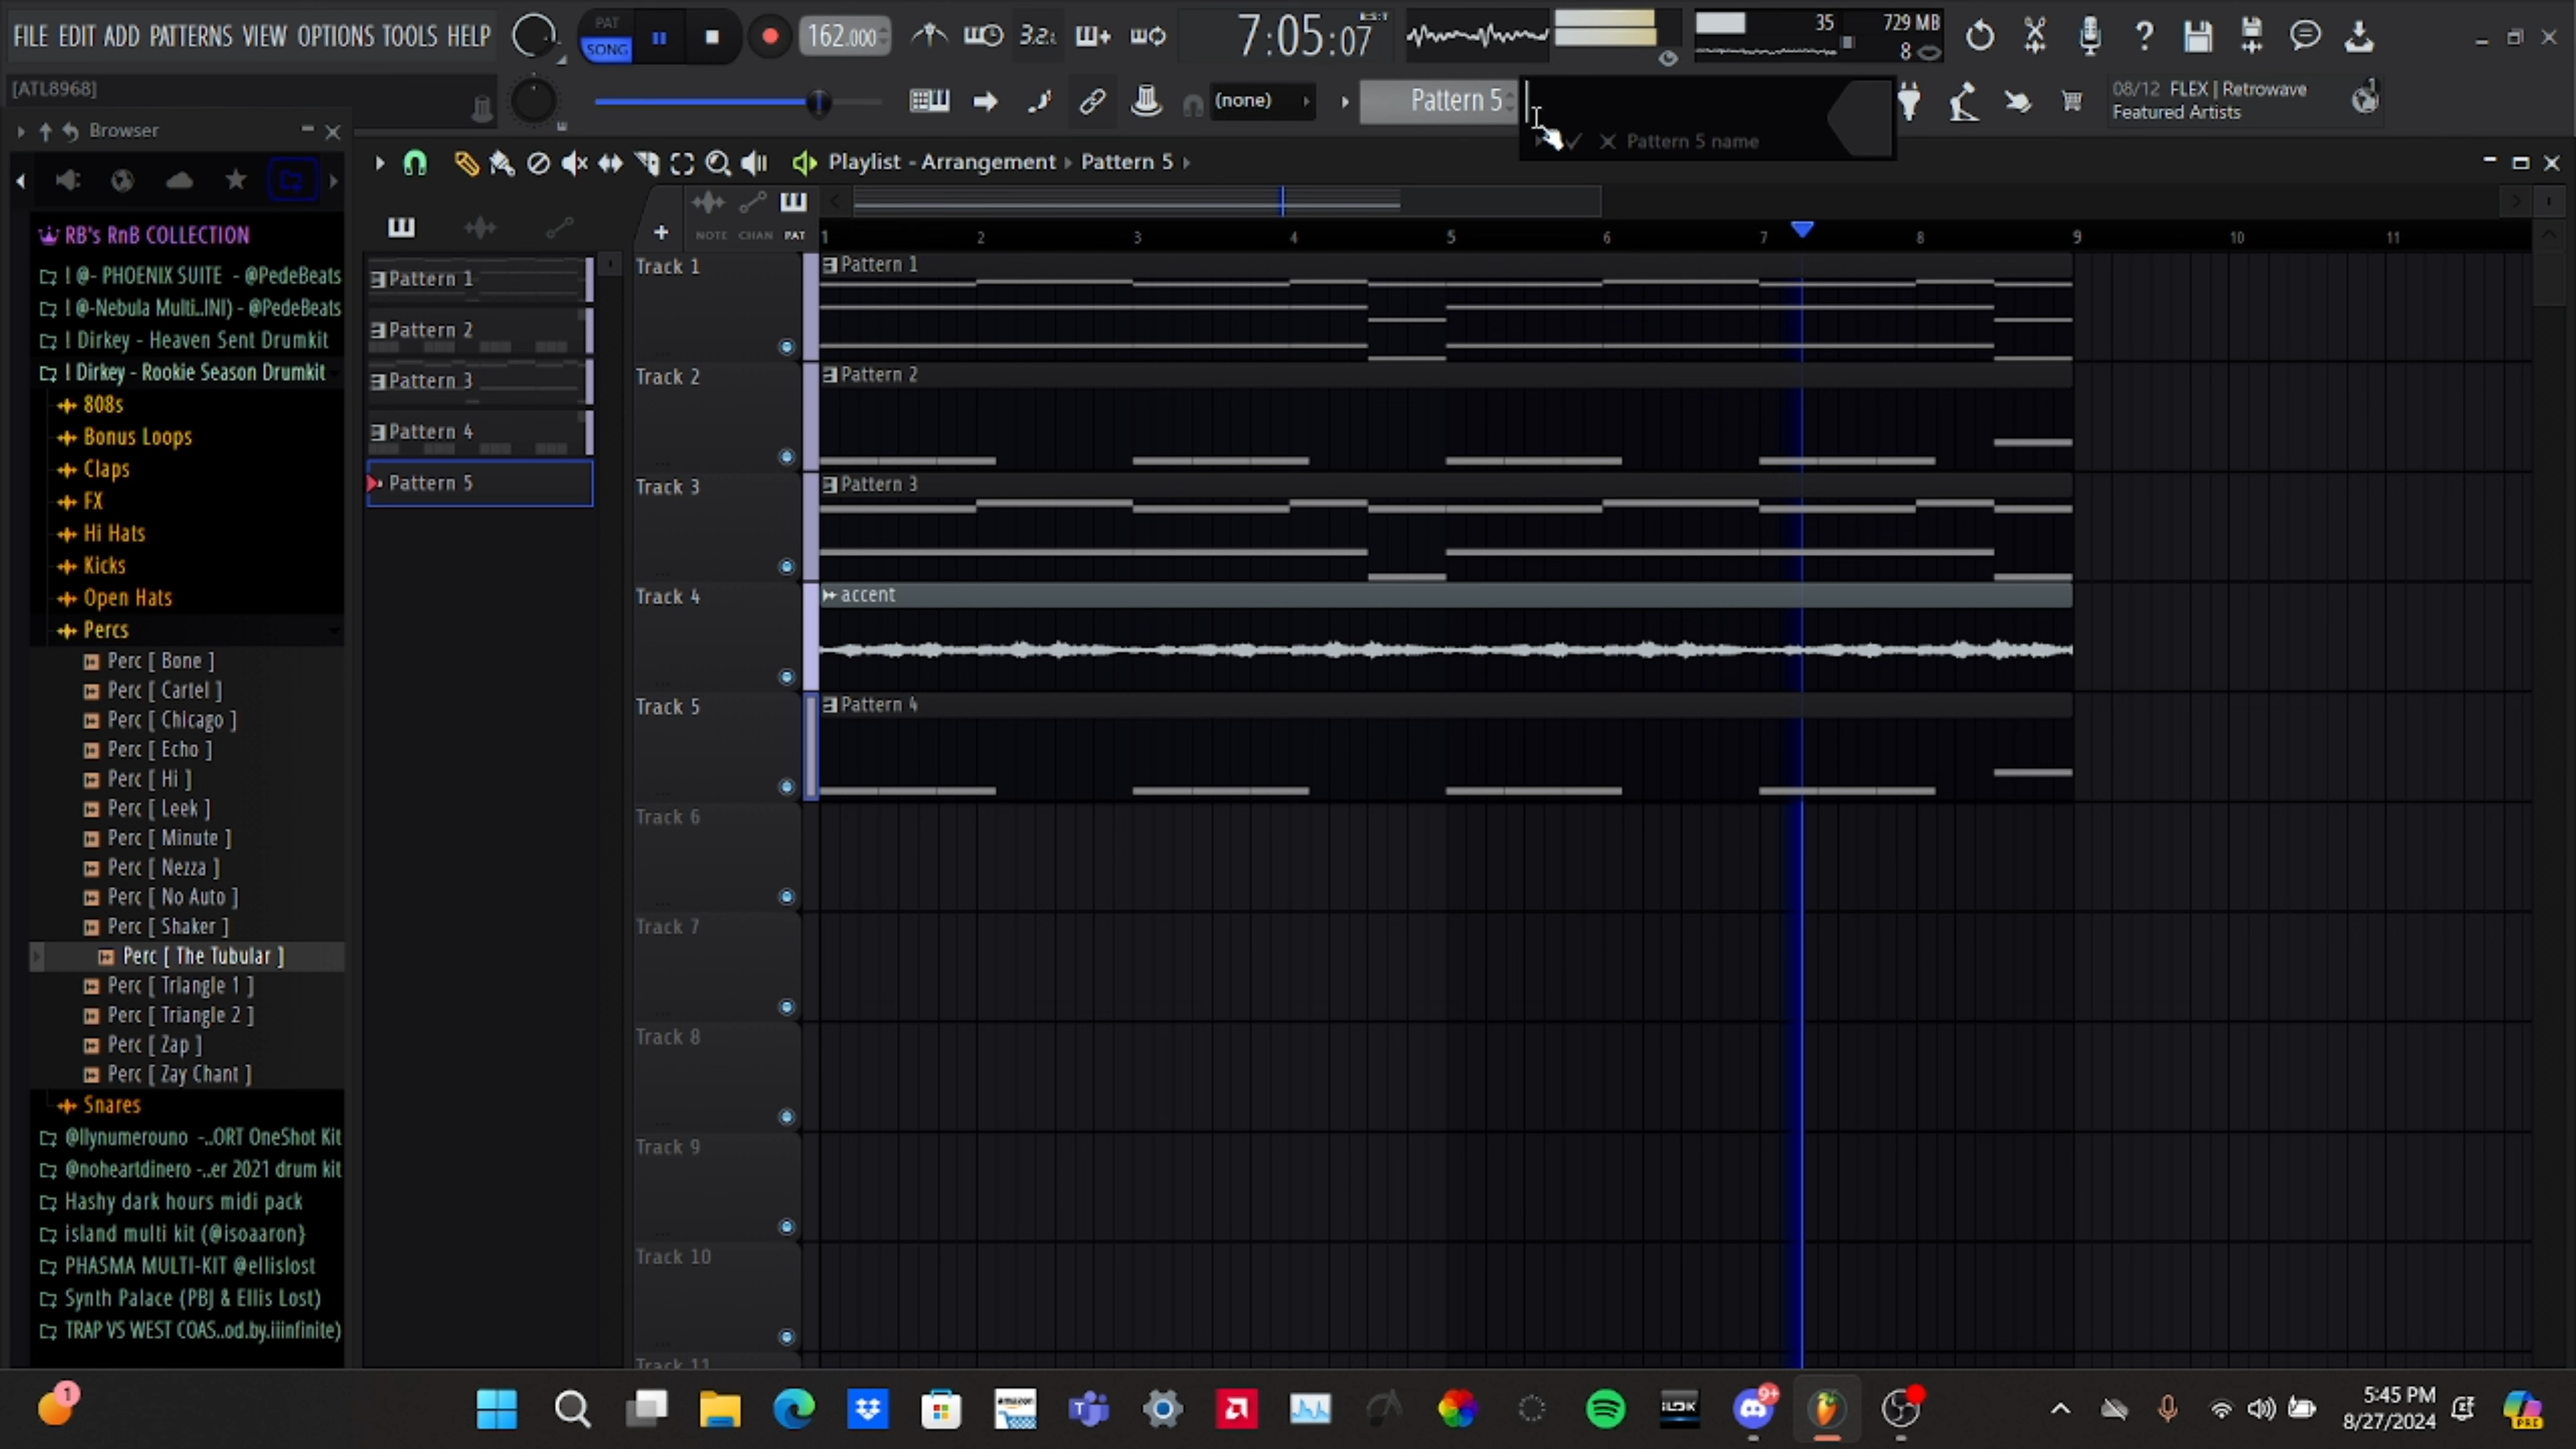 FILE EDIT ADD PATTERNS VIEW OPTIONS TOOLS HELP
PAT
SONG
162.000
3.2.
7:05:07
B:S:T
35
729 MB
8
[ATL8968]
(none)
Pattern 5
Pattern 5 name
08/12 FLEX | Retrowave
Featured Artists
1
Browser
Playlist - Arrangement › Pattern 5 ›
RB's RnB COLLECTION
! @- PHOENIX SUITE - @PedeBeats
! @-Nebula Multi..INI) - @PedeBeats
! Dirkey - Heaven Sent Drumkit
! Dirkey - Rookie Season Drumkit
808s
Bonus Loops
Claps
FX
Hi Hats
Kicks
Open Hats
Percs
Perc [ Bone ]
Perc [ Cartel ]
Perc [ Chicago ]
Perc [ Echo ]
Perc [ Hi ]
Perc [ Leek ]
Perc [ Minute ]
Perc [ Nezza ]
Perc [ No Auto ]
Perc [ Shaker ]
Perc [ The Tubular ]
Perc [ Triangle 1 ]
Perc [ Triangle 2 ]
Perc [ Zap ]
Perc [ Zay Chant ]
Snares
@llynumerouno -..ORT OneShot Kit
@noheartdinero -..er 2021 drum kit
Hashy dark hours midi pack
island multi kit (@isoaaron}
PHASMA MULTI-KIT @ellislost
Synth Palace (PBJ & Ellis Lost)
TRAP VS WEST COAS..od.by.iiinfinite)
Pattern 1
Pattern 2
Pattern 3
Pattern 4
Pattern 5
NOTE CHAN PAT
1 2 3 4 5 6 7 8 9 10 11
Track 1
Pattern 1
Track 2
Pattern 2
Track 3
Pattern 3
Track 4
accent
Track 5
Pattern 4
Track 6
Track 7
Track 8
Track 9
Track 10
Track 11
1
amazon
iLOK
9+
5:45 PM
8/27/2024
PRE